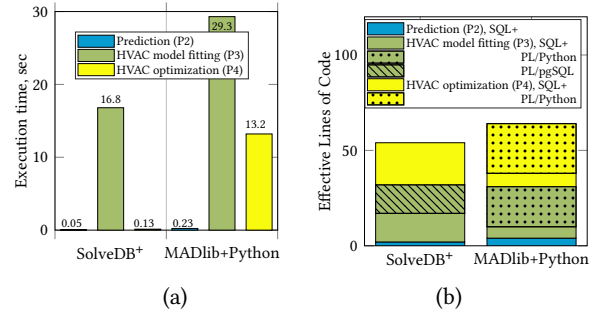 30
20
10
0
Execution time, sec
Prediction (P2)
HVAC model fitting (P3)
HVAC optimization (P4)
0.05
16.8
0.13
0.23
29.3
13.2
SolveDB+
MADlib+Python
(a)
100
50
0
Effective Lines of Code
Prediction (P2), SQL+
HVAC model fitting (P3), SQL+
PL/Python
PL/pgSQL
HVAC optimization (P4), SQL+
PL/Python
SolveDB+
MADlib+Python
(b)